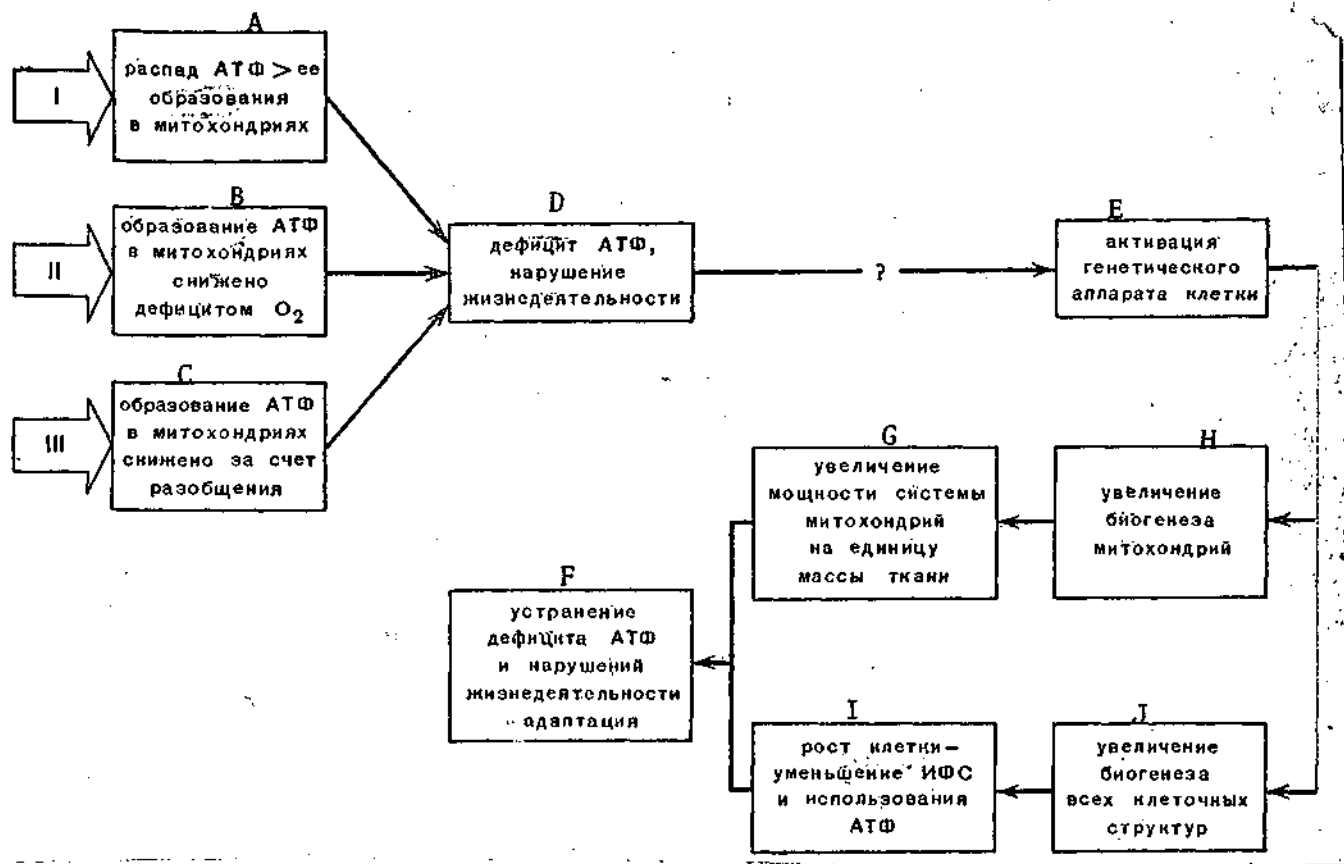 A
I
распад АТФ > ее
образования
в митохондриях
B
II
образование АТФ
в митохондриях
снижено
дефицитом O₂
C
III
образование АТФ
в митохондриях
снижено за счет
разобщения
D
дефицит АТФ,
нарушение
жизнедеятельности
?
E
активация
генетического
аппарата клетки
G
увеличение
мощности системы
митохондрий
на единицу
массы ткани
H
увеличение
биогенеза
митохондрий
F
устранение
дефицита АТФ
и нарушений
жизнедеятельности
адаптация
I
рост клетки—
уменьшение ИФС
и использования
АТФ
J
увеличение
биогенеза
всех клеточных
структур